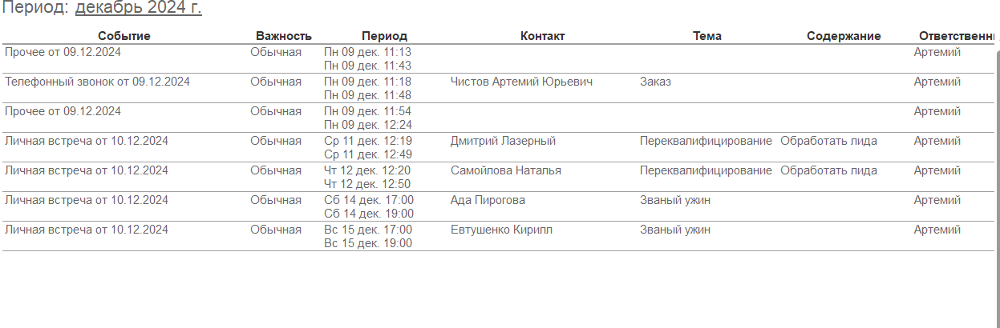 Период: декабрь 2024 г.
Событие Важность Период Контакт Тема Содержание Ответственны
Прочее от 09.12.2024 Обычная Пн 09 дек. 11:13 Артемий
Пн 09 дек. 11:43
Телефонный звонок от 09.12.2024 Обычная Пн 09 дек. 11:18 Чистов Артемий Юрьевич Заказ Артемий
Пн 09 дек. 11:48
Прочее от 09.12.2024 Обычная Пн 09 дек. 11:54 Артемий
Пн 09 дек. 12:24
Личная встреча от 10.12.2024 Обычная Ср 11 дек. 12:19 Дмитрий Лазерный Переквалифицирование Обработать лида Артемий
Ср 11 дек. 12:49
Личная встреча от 10.12.2024 Обычная Чт 12 дек. 12:20 Самойлова Наталья Переквалифицирование Обработать лида Артемий
Чт 12 дек. 12:50
Личная встреча от 10.12.2024 Обычная Сб 14 дек. 17:00 Ада Пирогова Званый ужин Артемий
Сб 14 дек. 19:00
Личная встреча от 10.12.2024 Обычная Вс 15 дек. 17:00 Евтушенко Кирилл Званый ужин Артемий
Вс 15 дек. 19:00